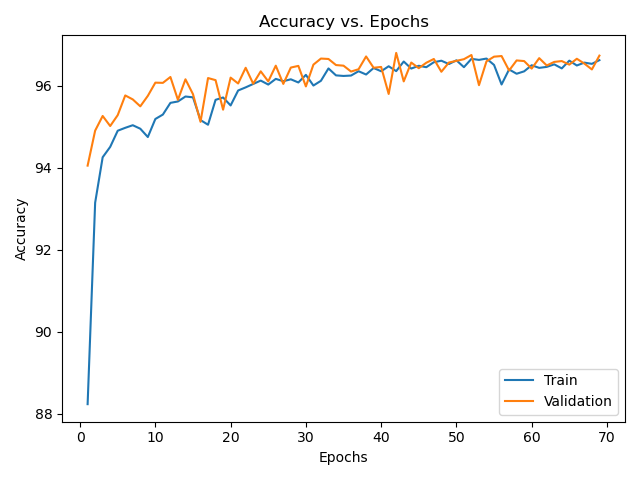 Accuracy vs. Epochs
Accuracy
96
94
92
90
88
0 10 20 30 40 50 60 70
Epochs
Train
Validation